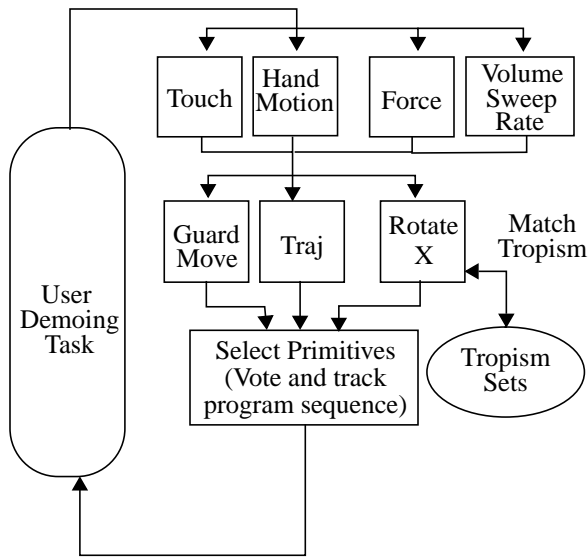 Touch
Hand
Motion
Force
Volume
Sweep
Rate
Guard
Move
Traj
Rotate
X
Match
Tropism
User
Demoing
Task
Select Primitives
(Vote and track
program sequence)
Tropism
Sets